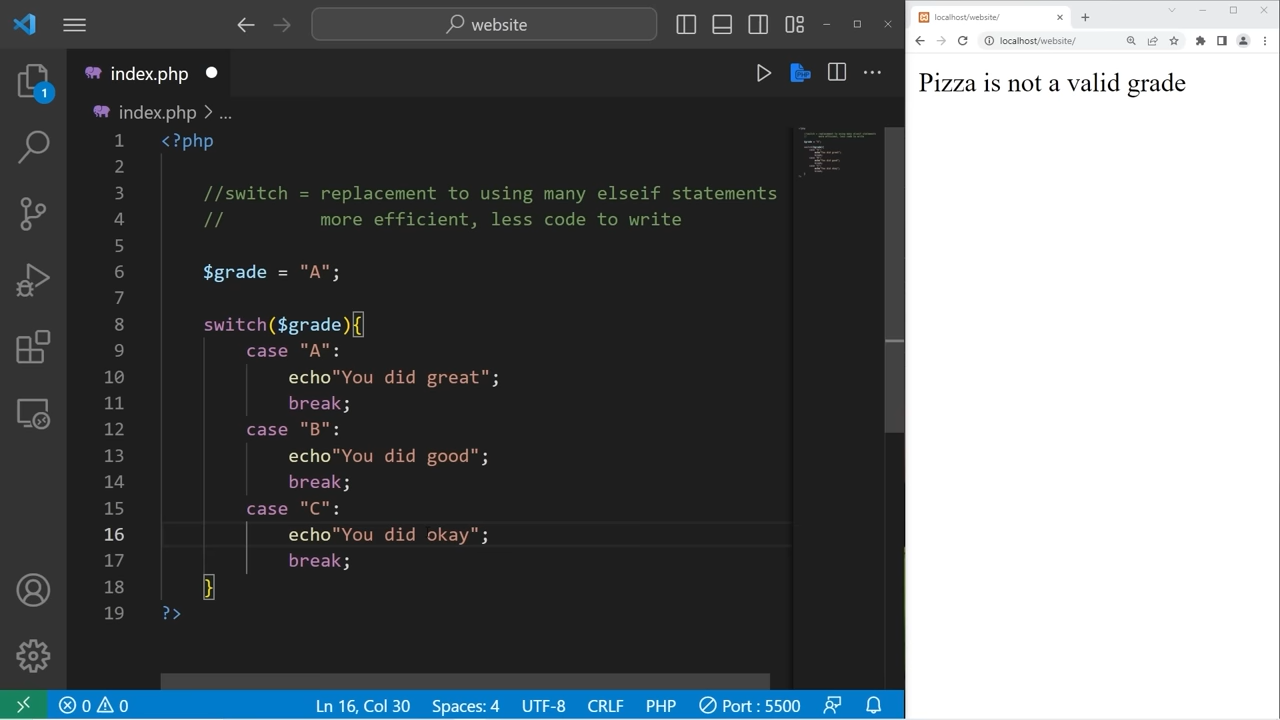 website
index.php
index.php > ...
1 <?php
2
3 //switch = replacement to using many elseif statements
4 //         more efficient, less code to write
5
6 $grade = "A";
7
8 switch($grade){
9     case "A":
10         echo"You did great";
11         break;
12     case "B":
13         echo"You did good";
14         break;
15     case "C":
16         echo"You did okay";
17         break;
18 }
19 ?>
1
PHP
0 0 Ln 16, Col 30 Spaces: 4 UTF-8 CRLF PHP Port : 5500
localhost/website/
localhost/website/
Pizza is not a valid grade